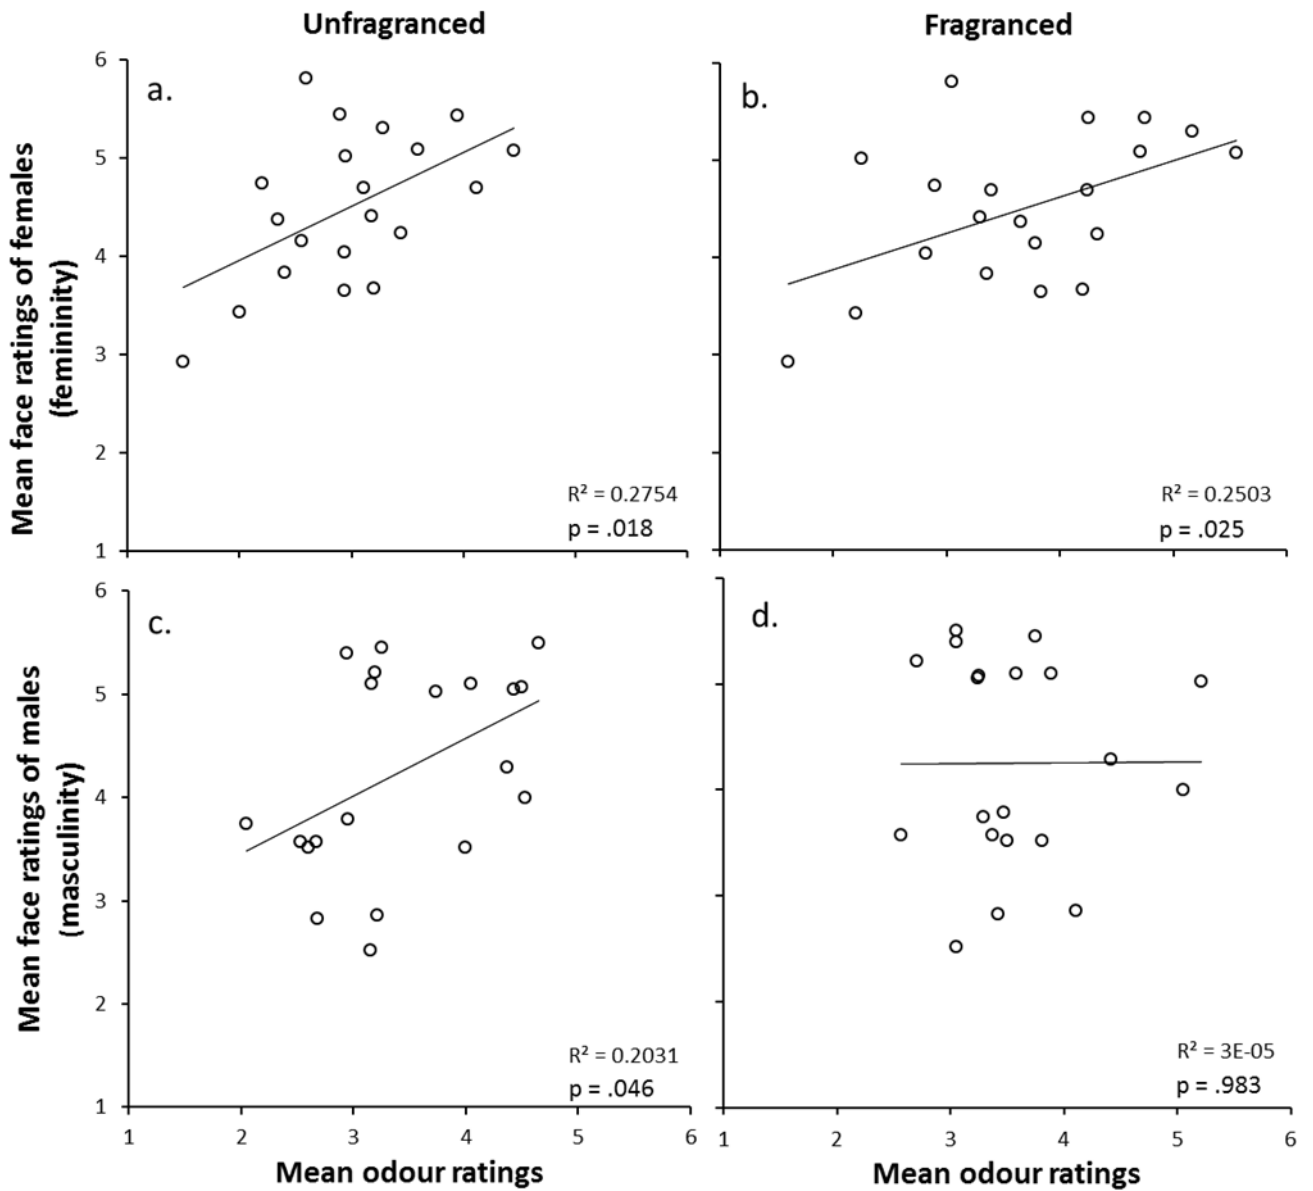 Unfragranced
Fragranced
Mean face ratings of females
(femininity)
6
5
4
3
2
1
a.
R² = 0.2754
p = .018
b.
R² = 0.2503
p = .025
Mean face ratings of males
(masculinity)
6
5
4
3
2
1
c.
R² = 0.2031
p = .046
d.
R² = 3E-05
p = .983
1 2 3 4 5 6
1 2 3 4 5 6
Mean odour ratings
Mean odour ratings